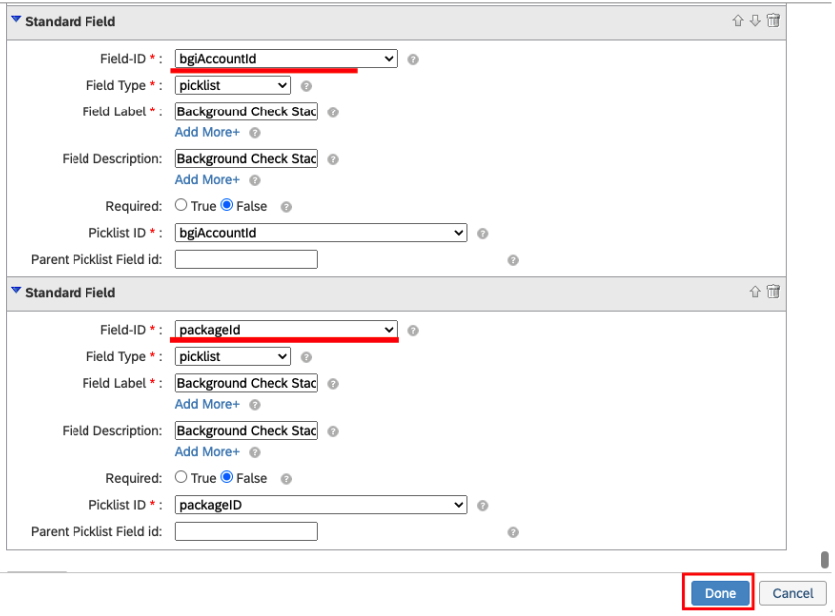 Standard Field
Field-ID * : bgiAccountId
Field Type * : picklist
Field Label * : Background Check Stac
Add More+
Field Description: Background Check Stac
Add More+
Required: True False
Picklist ID * : bgiAccountId
Parent Picklist Field id:
Standard Field
Field-ID * : packageId
Field Type * : picklist
Field Label * : Background Check Stac
Add More+
Field Description: Background Check Stac
Add More+
Required: True False
Picklist ID * : packageID
Parent Picklist Field id:
Done Cancel